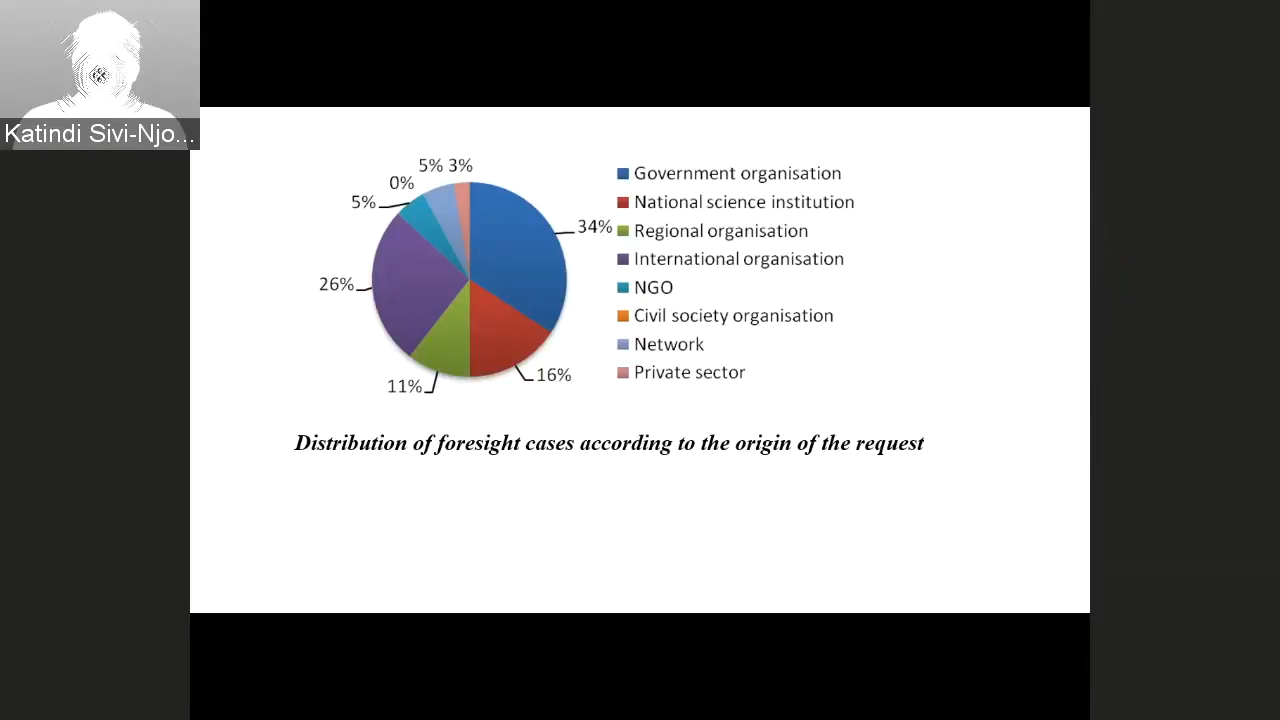 Katindi Sivi-Njo...
5% 3%
0%
5%
34%
26%
16%
11%
Government organisation
National science institution
Regional organisation
International organisation
NGO
Civil society organisation
Network
Private sector
Distribution of foresight cases according to the origin of the request